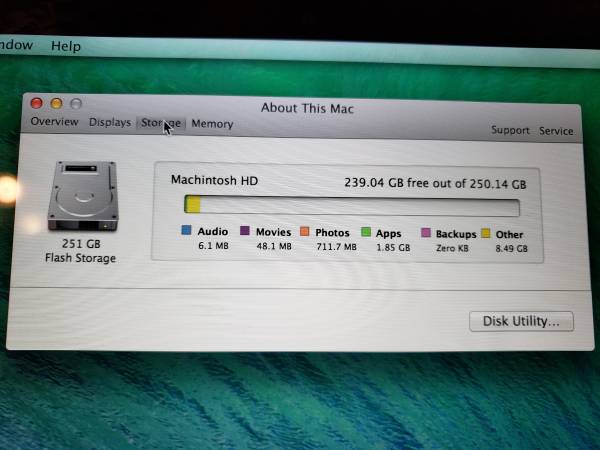 ndow Help
About This Mac
Overview Displays Storage Memory Support Service
Machintosh HD 239.04 GB free out of 250.14 GB
Audio Movies Photos Apps Backups Other
6.1 MB 48.1 MB 711.7 MB 1.85 GB Zero KB 8.49 GB
251 GB
Flash Storage
Disk Utility...